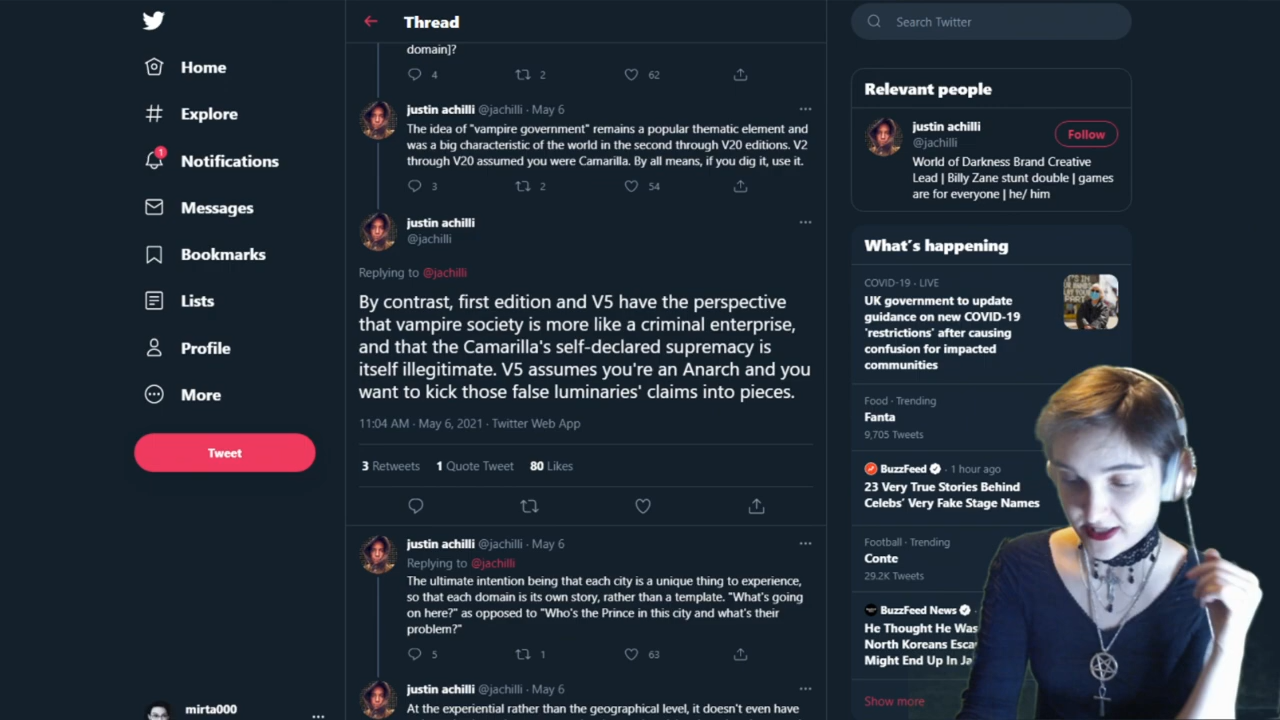 Home
Explore
1
Notifications
Messages
Bookmarks
Lists
Profile
More
Tweet
mirta000
Thread
domain]?
4 2 62
justin achilli @jachilli · May 6
The idea of "vampire government" remains a popular thematic element and
was a big characteristic of the world in the second through V20 editions. V2
through V20 assumed you were Camarilla. By all means, if you dig it, use it.
3 2 54
justin achilli
@jachilli
Replying to @jachilli
By contrast, first edition and V5 have the perspective
that vampire society is more like a criminal enterprise,
and that the Camarilla's self-declared supremacy is
itself illegitimate. V5 assumes you're an Anarch and you
want to kick those false luminaries' claims into pieces.
11:04 AM · May 6, 2021 · Twitter Web App
3 Retweets 1 Quote Tweet 80 Likes
justin achilli @jachilli · May 6
Replying to @jachilli
The ultimate intention being that each city is a unique thing to experience,
so that each domain is its own story, rather than a template. "What's going
on here?" as opposed to "Who's the Prince in this city and what's their
problem?"
5 1 63
justin achilli @jachilli · May 6
At the experiential rather than the geographical level, it doesn't even have
Search Twitter
Relevant people
justin achilli
@jachilli
Follow
World of Darkness Brand Creative
Lead | Billy Zane stunt double | games
are for everyone | he/ him
What's happening
COVID-19 · LIVE
UK government to update
guidance on new COVID-19
'restrictions' after causing
confusion for impacted
communities
Food · Trending
Fanta
9,705 Tweets
BuzzFeed · 1 hour ago
23 Very True Stories Behind
Celebs' Very Fake Stage Names
Football · Trending
Conte
29.2K Tweets
BuzzFeed News
He Thought He Was
North Koreans Esca
Might End Up In Ja
Show more